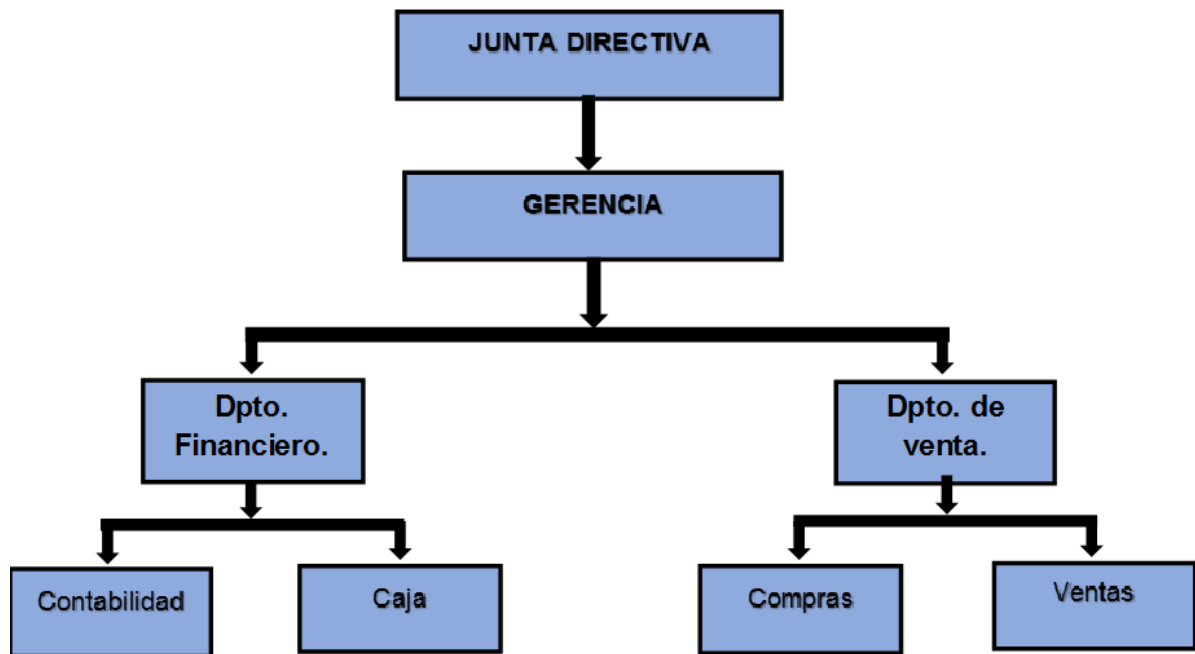 JUNTA DIRECTIVA
GERENCIA
Dpto.
Financiero.
Dpto. de
venta.
Contabilidad
Caja
Compras
Ventas